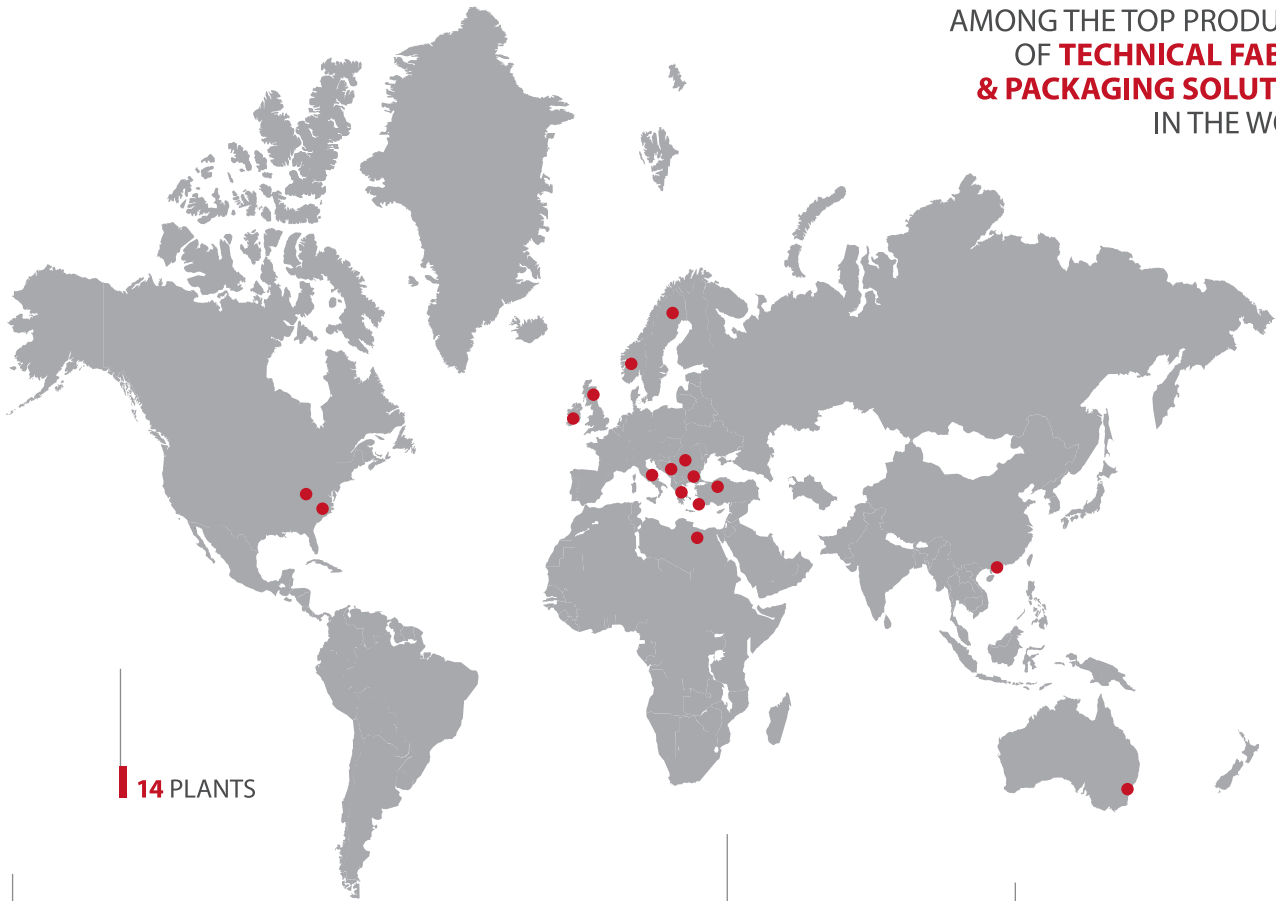 AMONG THE TOP PRODU
OF TECHNICAL FAB
& PACKAGING SOLUT
IN THE WO
14 PLANTS